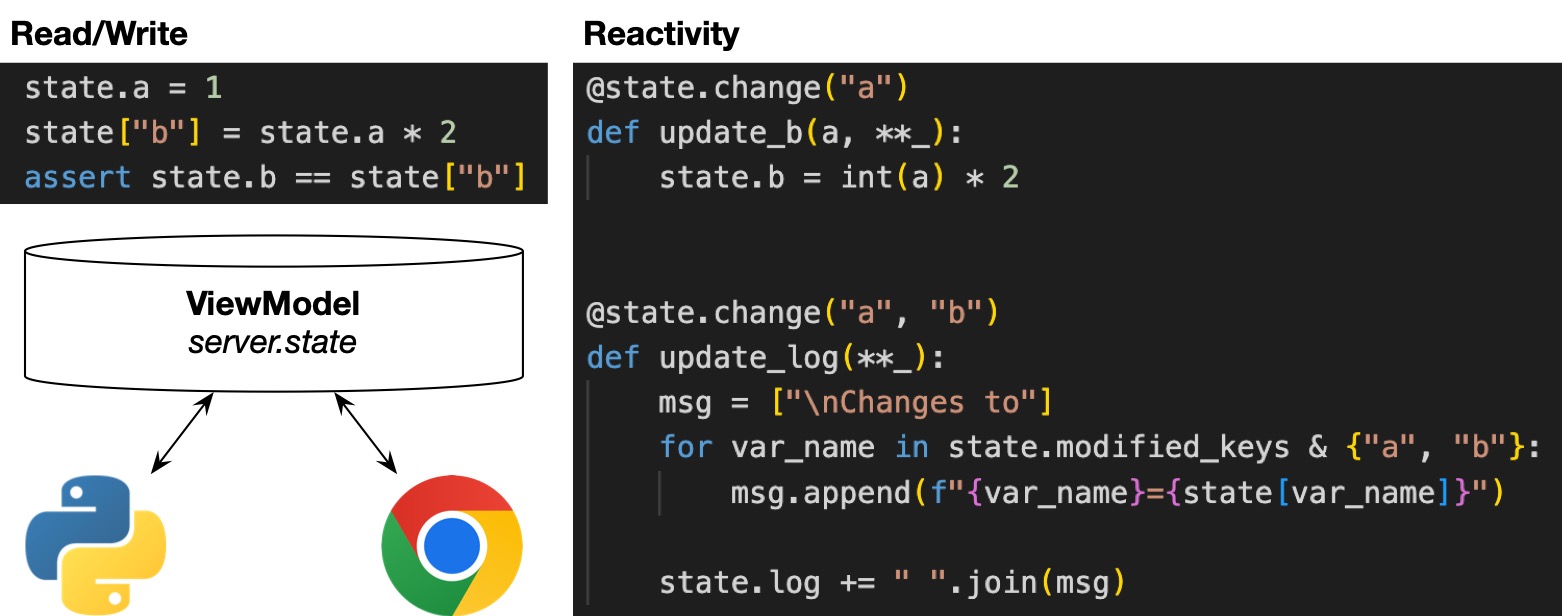 Read/Write
state.a = 1
state["b"] = state.a * 2
assert state.b == state["b"]
ViewModel
server.state
Reactivity
@state.change("a")
def update_b(a, **_):
    state.b = int(a) * 2
@state.change("a", "b")
def update_log(**_):
    msg = ["\nChanges to"]
    for var_name in state.modified_keys & {"a", "b"}:
        msg.append(f"{var_name}={state[var_name]}")
    state.log += " ".join(msg)